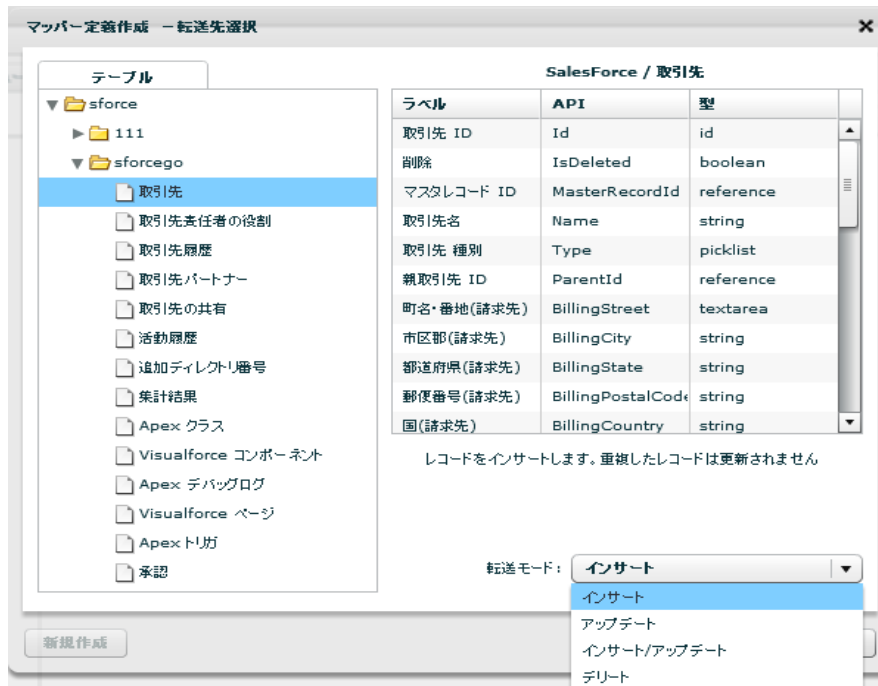 マッパー定義作成 －転送先選択
テーブル
sforce
111
sforcego
取引先
取引先責任者の役割
取引先履歴
取引先パートナー
取引先の共有
活動履歴
追加ディレクトリ番号
集計結果
Apex クラス
Visualforce コンポーネント
Apex デバッグログ
Visualforce ページ
Apex トリガ
承認
SalesForce / 取引先
ラベル API 型
取引先 ID Id id
削除 IsDeleted boolean
マスタレコード ID MasterRecordId reference
取引先名 Name string
取引先 種別 Type picklist
親取引先 ID ParentId reference
町名・番地(請求先) BillingStreet textarea
市区郡(請求先) BillingCity string
都道府県(請求先) BillingState string
郵便番号(請求先) BillingPostalCode string
国(請求先) BillingCountry string
レコードをインサートします。重複したレコードは更新されません
転送モード： インサート
インサート
アップデート
インサート/アップデート
デリート
新規作成